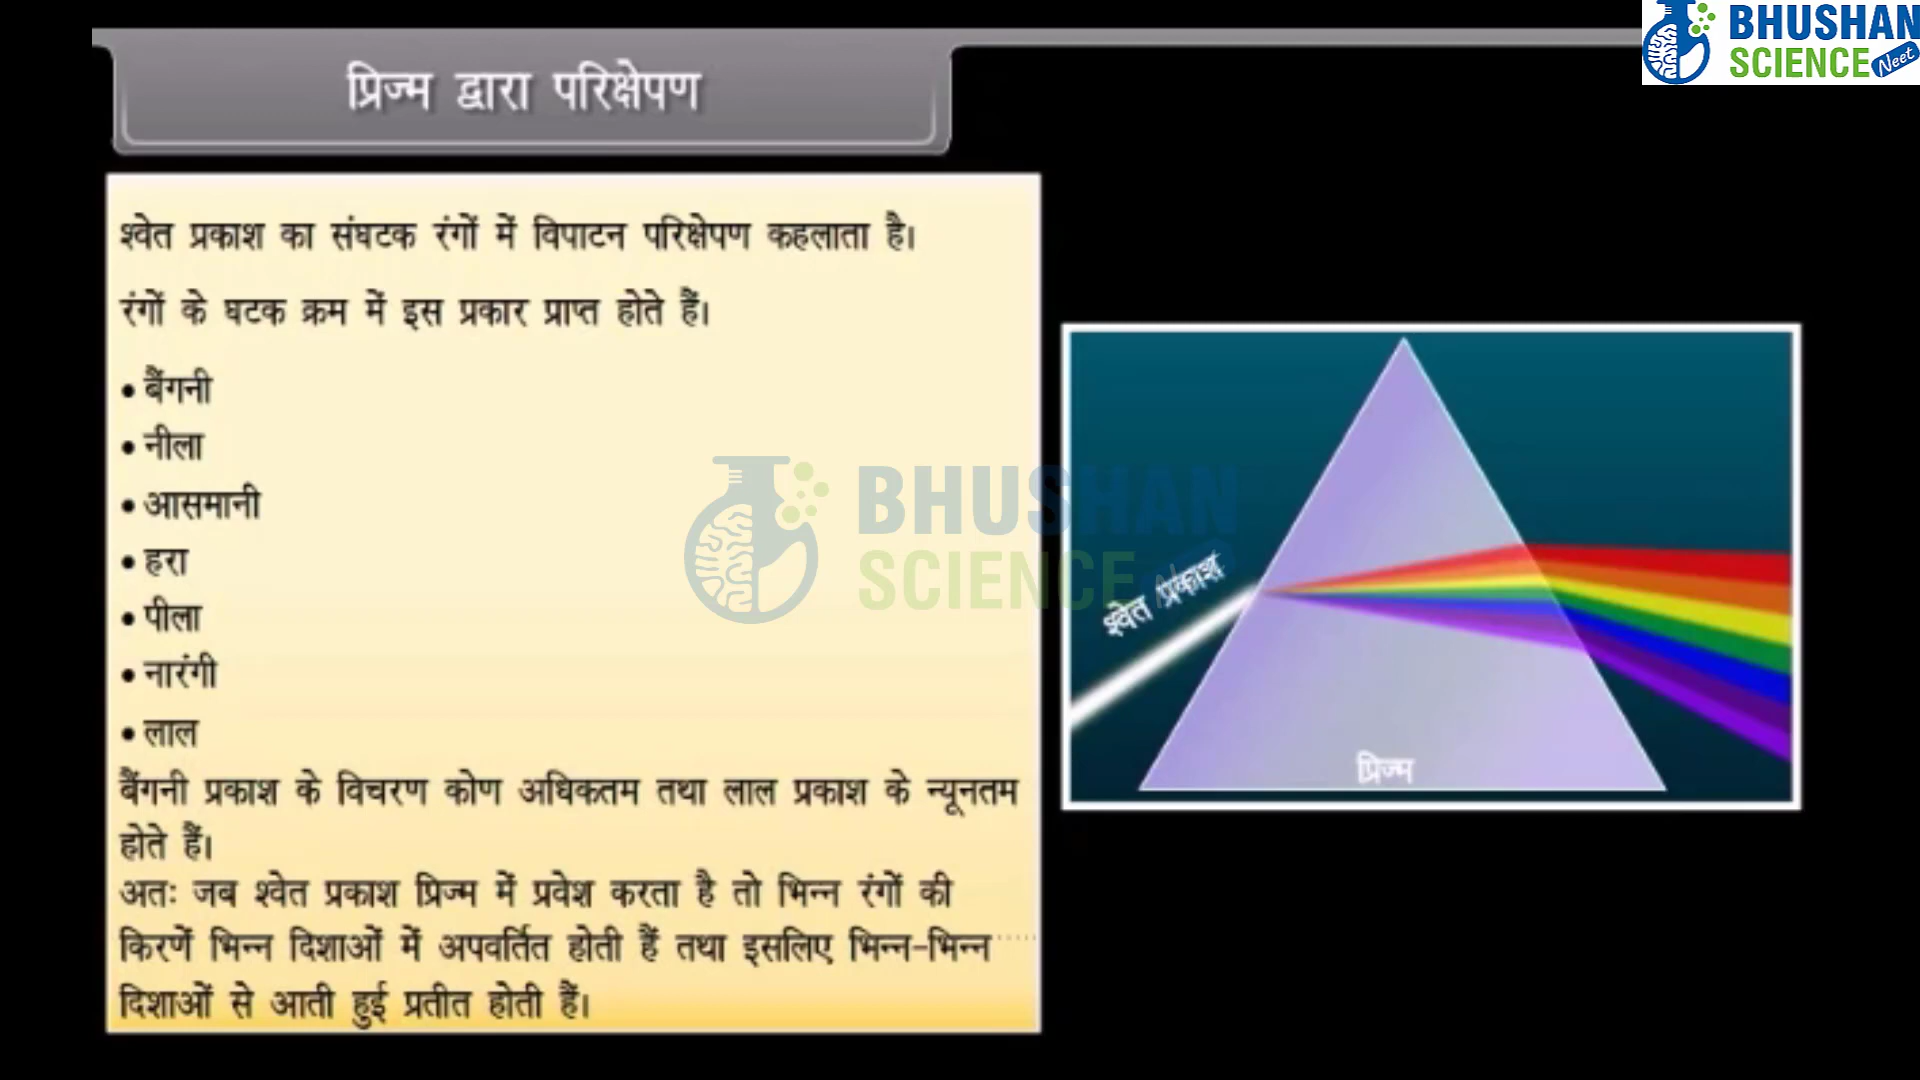 BHUSHAN
SCIENCE Neet
प्रिज्म द्वारा परिक्षेपण
श्वेत प्रकाश का संघटक रंगों में विपाटन परिक्षेपण कहलाता है।
रंगों के घटक क्रम में इस प्रकार प्राप्त होते हैं।
• बैंगनी
• नीला
• आसमानी
• हरा
• पीला
• नारंगी
• लाल
बैंगनी प्रकाश के विचरण कोण अधिकतम तथा लाल प्रकाश के न्यूनतम
होते हैं।
अतः जब श्वेत प्रकाश प्रिज्म में प्रवेश करता है तो भिन्न रंगों की
किरणें भिन्न दिशाओं में अपवर्तित होती हैं तथा इसलिए भिन्न-भिन्न
दिशाओं से आती हुई प्रतीत होती हैं।
BHUSHAN
SCIENCE
श्वेत प्रकाश
प्रिज्म